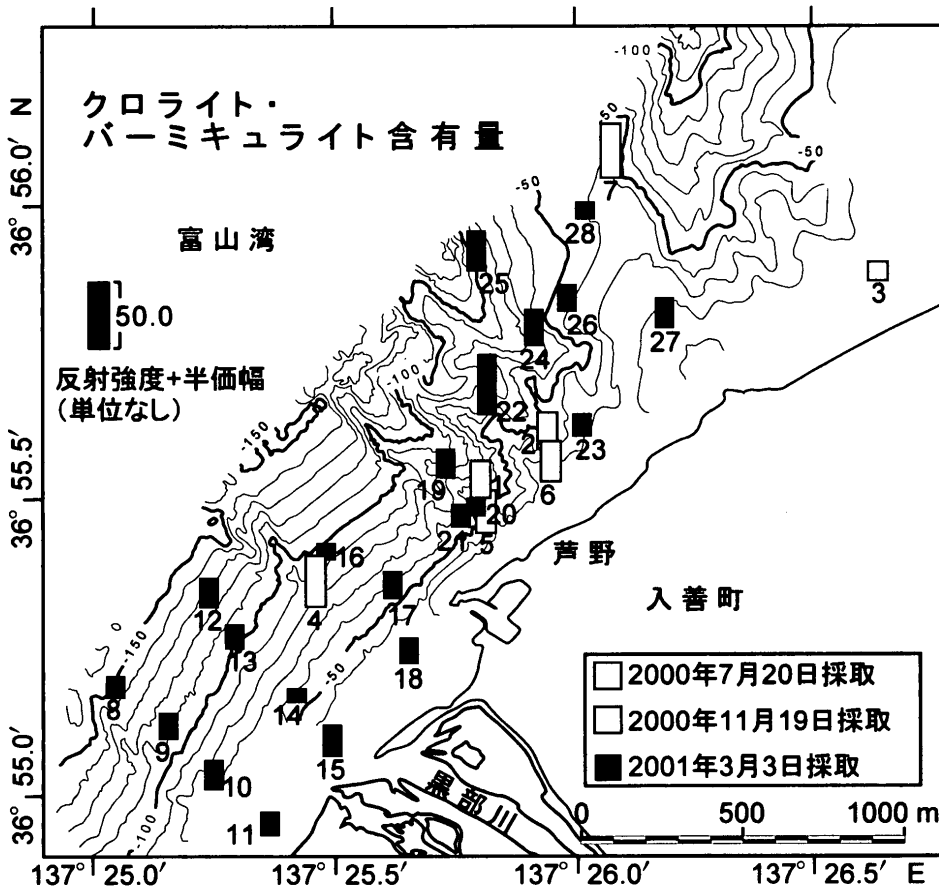 クロライト・
バーミキュライト含有量
富山湾
50.0
反射強度+半価幅
(単位なし)
-100
-50
50
-50
7
28
3
25
26
27
24
-100
22
2
23
-150
19
1
6
20
21
5
芦野
入善町
16
4
17
12
13
18
-150
8
14
-50
9
15
10
11
-100
黒部川
2000年7月20日採取
2000年11月19日採取
2001年3月3日採取
0 500 1000 m
36° 55.0′ 36° 55.5′ 36° 56.0′ N
137° 25.0′ 137° 25.5′ 137° 26.0′ 137° 26.5′ E